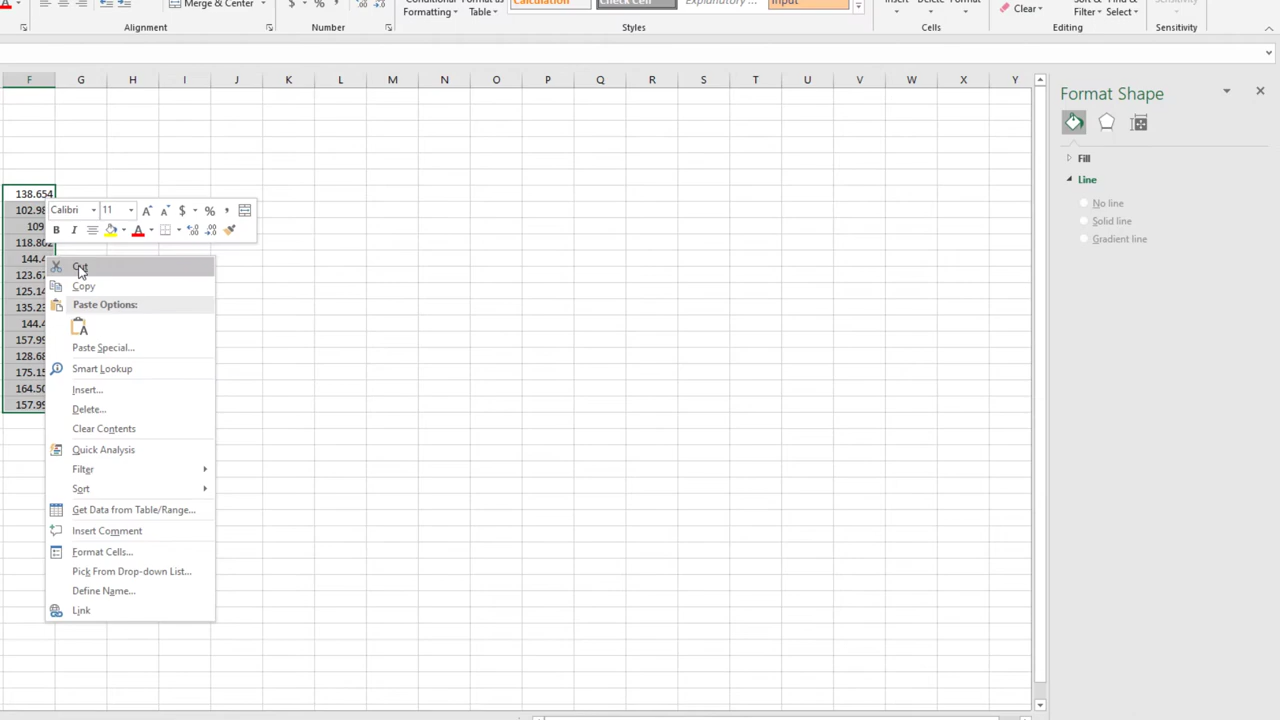 Merge & Center
$
%
Conditional Format as
Formatting
Table
Calculation
Check Cell
Explanatory ...
Input
Insert
Delete
Format
Clear
Sort & Find &
Filter
Select
Alignment
Number
Styles
Cells
Editing
Sensitivity
F G H I J K L M N O P Q R S T U V W X Y
Format Shape
Fill
Line
No line
Solid line
Gradient line
138.654
Calibri 11 A A $ % ,
B I A
Cut
Copy
Paste Options:
Paste Special...
Smart Lookup
Insert...
Delete...
Clear Contents
Quick Analysis
Filter
Sort
Get Data from Table/Range...
Insert Comment
Format Cells...
Pick From Drop-down List...
Define Name...
Link